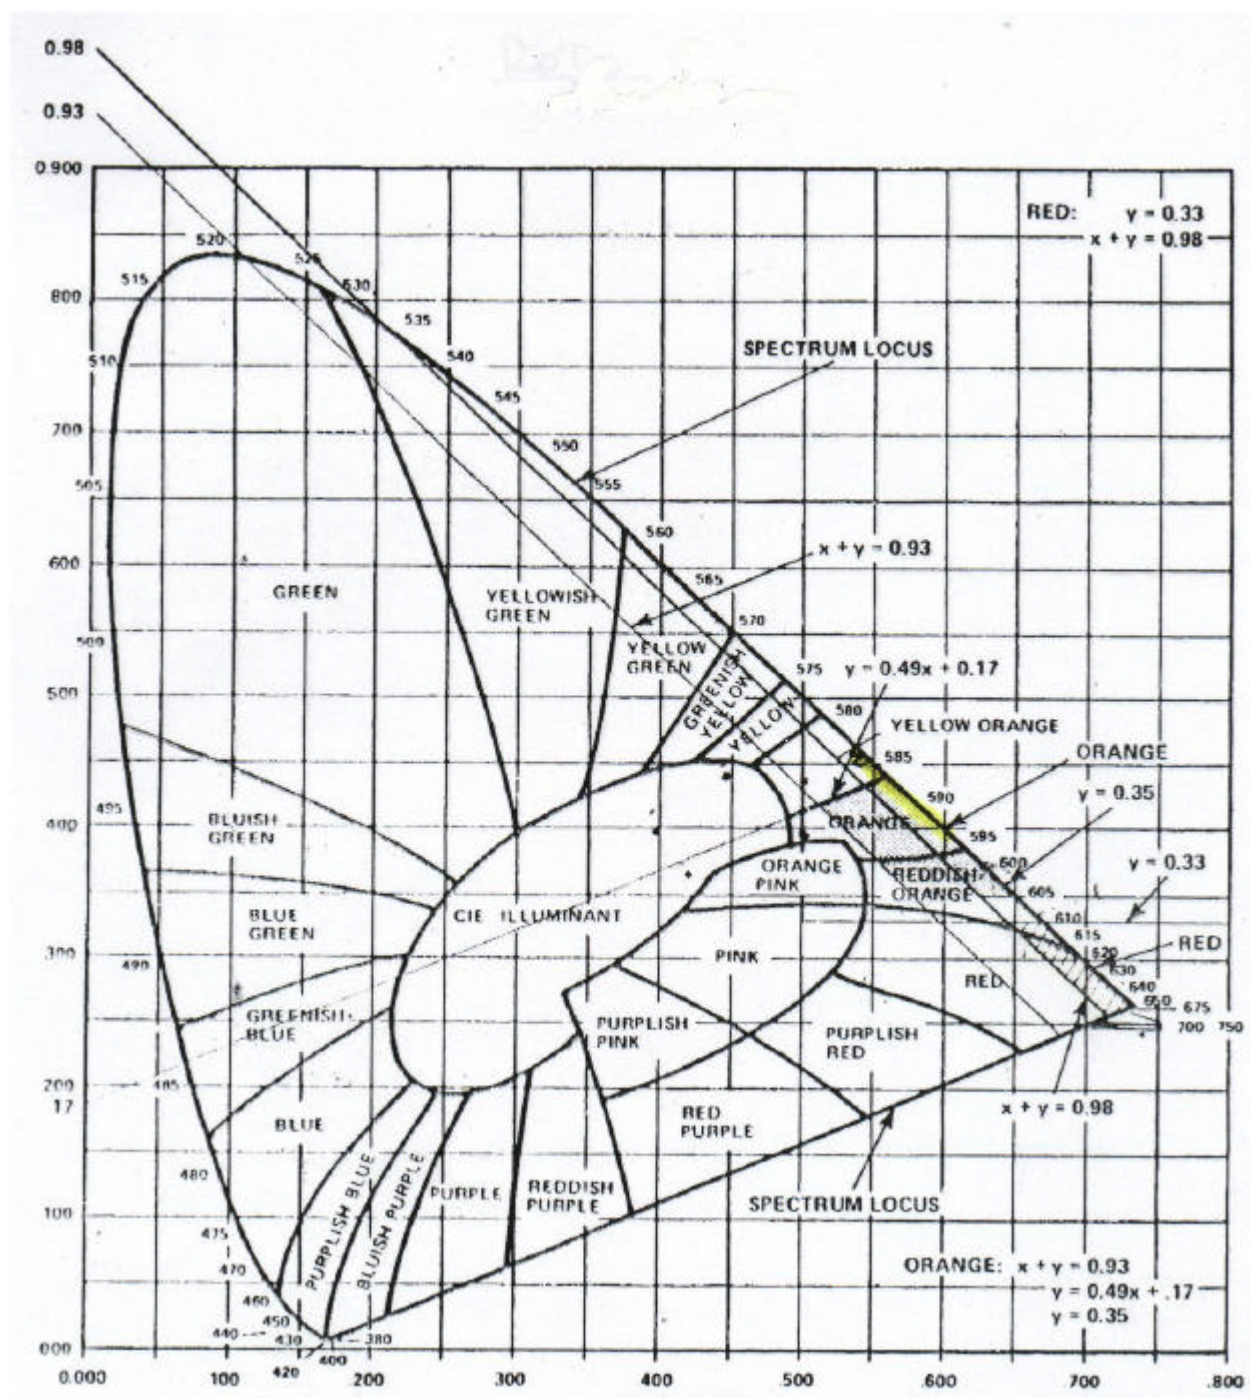 0.98
0.93
0.900
RED: y = 0.33
x + y = 0.98
520
525
515
530
800
535
SPECTRUM LOCUS
510
540
545
700
550
505
555
560
x + y = 0.93
600
565
GREEN
YELLOWISH
GREEN
570
500
YELLOW
GREEN
GREENISH
YELLOW
575
y = 0.49x + 0.17
500
YELLOW
580
YELLOW ORANGE
585
ORANGE
590
y = 0.35
495
400
BLUISH
GREEN
ORANGE
595
600
y = 0.33
ORANGE
PINK
REDDISH-
ORANGE
605
BLUE
GREEN
CIE ILLUMINANT
610
615
RED
620
490
300
PINK
630
RED
640
650
675
GREENISH-
BLUE
PURPLISH
PINK
PURPLISH
RED
700
750
485
200
17
x + y = 0.98
BLUE
RED
PURPLE
480
PURPLISH BLUE
BLUISH PURPLE
PURPLE
REDDISH
PURPLE
SPECTRUM LOCUS
100
475
470
ORANGE: x + y = 0.93
y = 0.49x + .17
y = 0.35
460
450
440
430
380
000
420
400
0.000
.100
.200
.300
.400
.500
.600
.700
.800